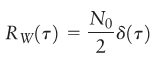 R_W(τ) = N_0/2 δ(τ)